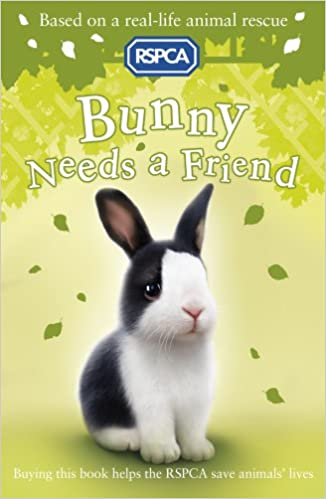 Based on a real-life animal rescue
RSPCA
Bunny
Needs a Friend
Buying this book helps the RSPCA save animals' lives